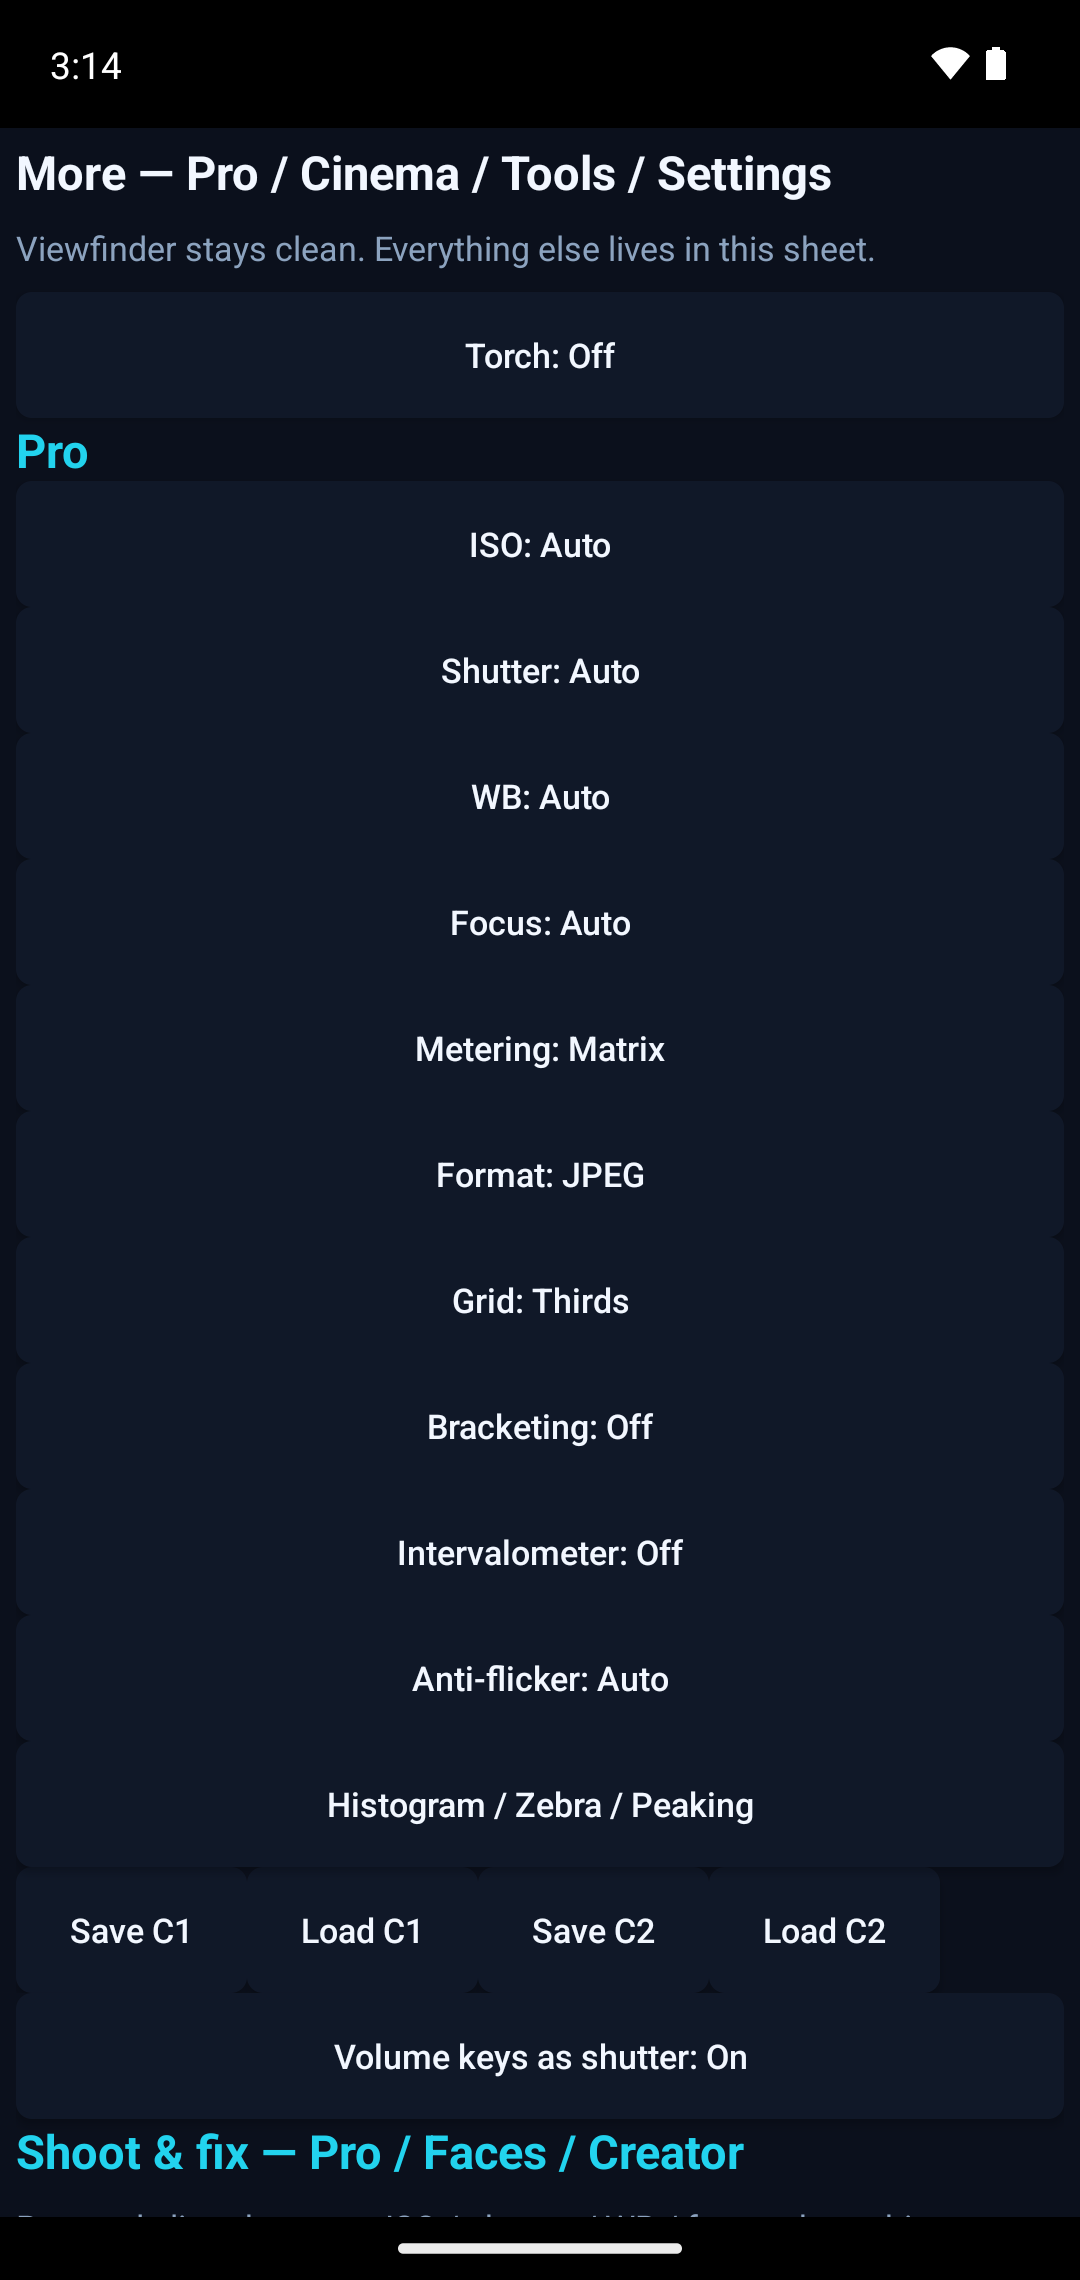 3:14
More — Pro / Cinema / Tools / Settings
Viewfinder stays clean. Everything else lives in this sheet.
Torch: Off
Pro
ISO: Auto
Shutter: Auto
WB: Auto
Focus: Auto
Metering: Matrix
Format: JPEG
Grid: Thirds
Bracketing: Off
Intervalometer: Off
Anti-flicker: Auto
Histogram / Zebra / Peaking
Save C1 Load C1 Save C2 Load C2
Volume keys as shutter: On
Shoot & fix — Pro / Faces / Creator